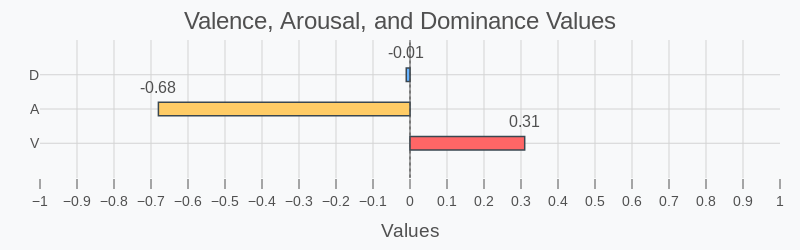 Valence, Arousal, and Dominance Values
-0.01
D
-0.68
A
0.31
V
−1 −0.9 −0.8 −0.7 −0.6 −0.5 −0.4 −0.3 −0.2 −0.1 0 0.1 0.2 0.3 0.4 0.5 0.6 0.7 0.8 0.9 1
Values